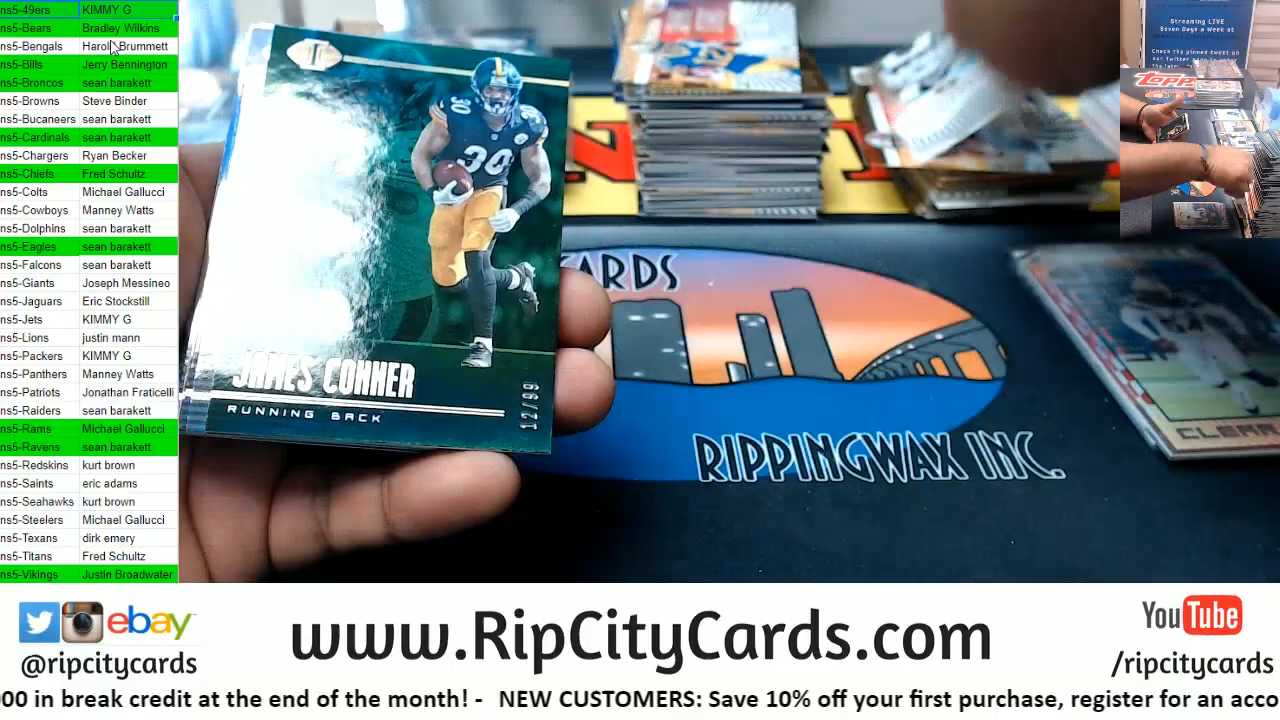 ns5-49ers KIMMY G
ns5-Bears Bradley Wilkins
ns5-Bengals Harold Brummett
ns5-Bills Jerry Bennington
ns5-Broncos sean barakett
ns5-Browns Steve Binder
ns5-Bucaneers sean barakett
ns5-Cardinals sean barakett
ns5-Chargers Ryan Becker
ns5-Chiefs Fred Schultz
ns5-Colts Michael Gallucci
ns5-Cowboys Manney Watts
ns5-Dolphins sean barakett
ns5-Eagles sean barakett
ns5-Falcons sean barakett
ns5-Giants Joseph Messineo
ns5-Jaguars Eric Stockstill
ns5-Jets KIMMY G
ns5-Lions justin mann
ns5-Packers KIMMY G
ns5-Panthers Manney Watts
ns5-Patriots Jonathan Fraticelli
ns5-Raiders sean barakett
ns5-Rams Michael Gallucci
ns5-Ravens sean barakett
ns5-Redskins kurt brown
ns5-Saints eric adams
ns5-Seahawks kurt brown
ns5-Steelers Michael Gallucci
ns5-Texans dirk emery
ns5-Titans Fred Schultz
ns5-Vikings Justin Broadwater
30
30
JAMES CONNER
RUNNING BACK
12/99
CARDS
RIPPINGWAX INC.
CLEAR
Streaming LIVE
Seven Days a Week at
Check the pinned tweet on
our Twitter
Topps
ebay
@ripcitycards
www.RipCityCards.com
YouTube
/ripcitycards
000 in break credit at the end of the month! - NEW CUSTOMERS: Save 10% off your first purchase, register for an acco